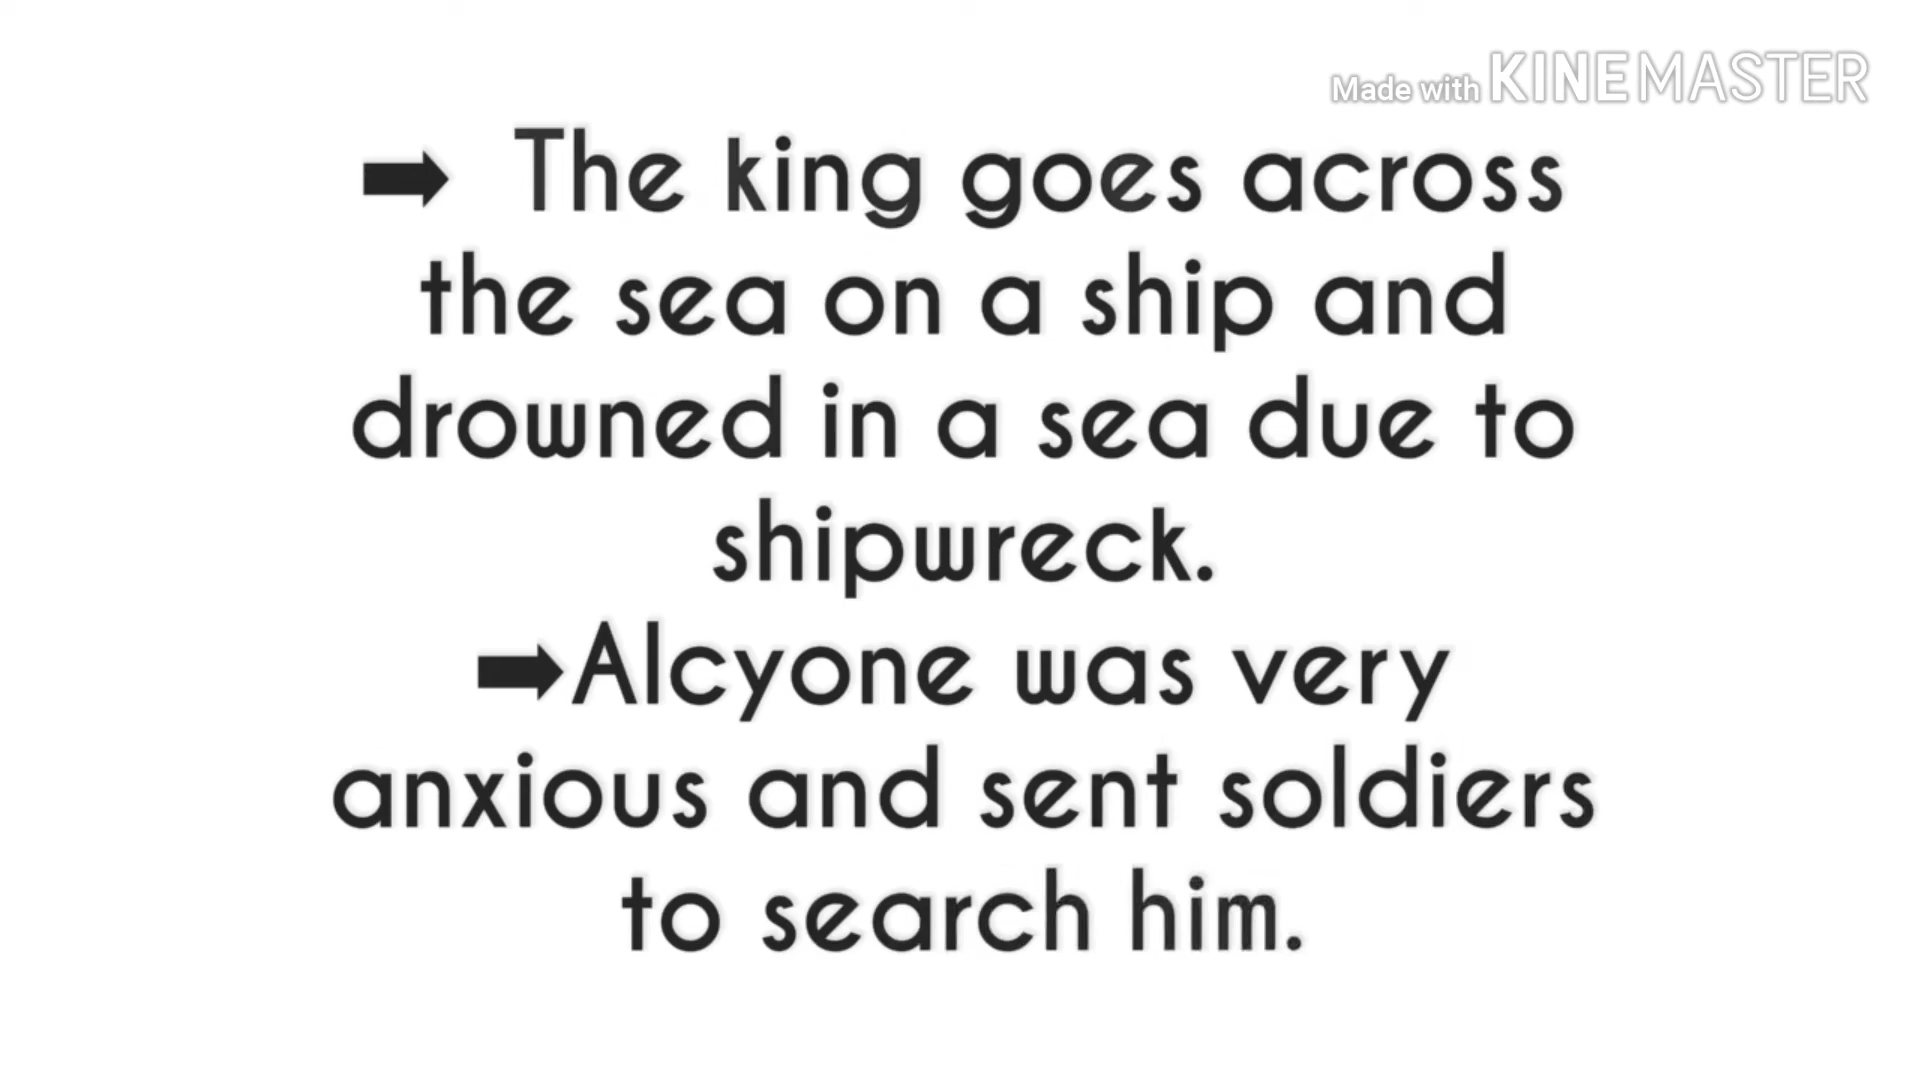 Made with KINEMASTER
➡ The king goes across
the sea on a ship and
drowned in a sea due to
shipwreck.
➡Alcyone was very
anxious and sent soldiers
to search him.